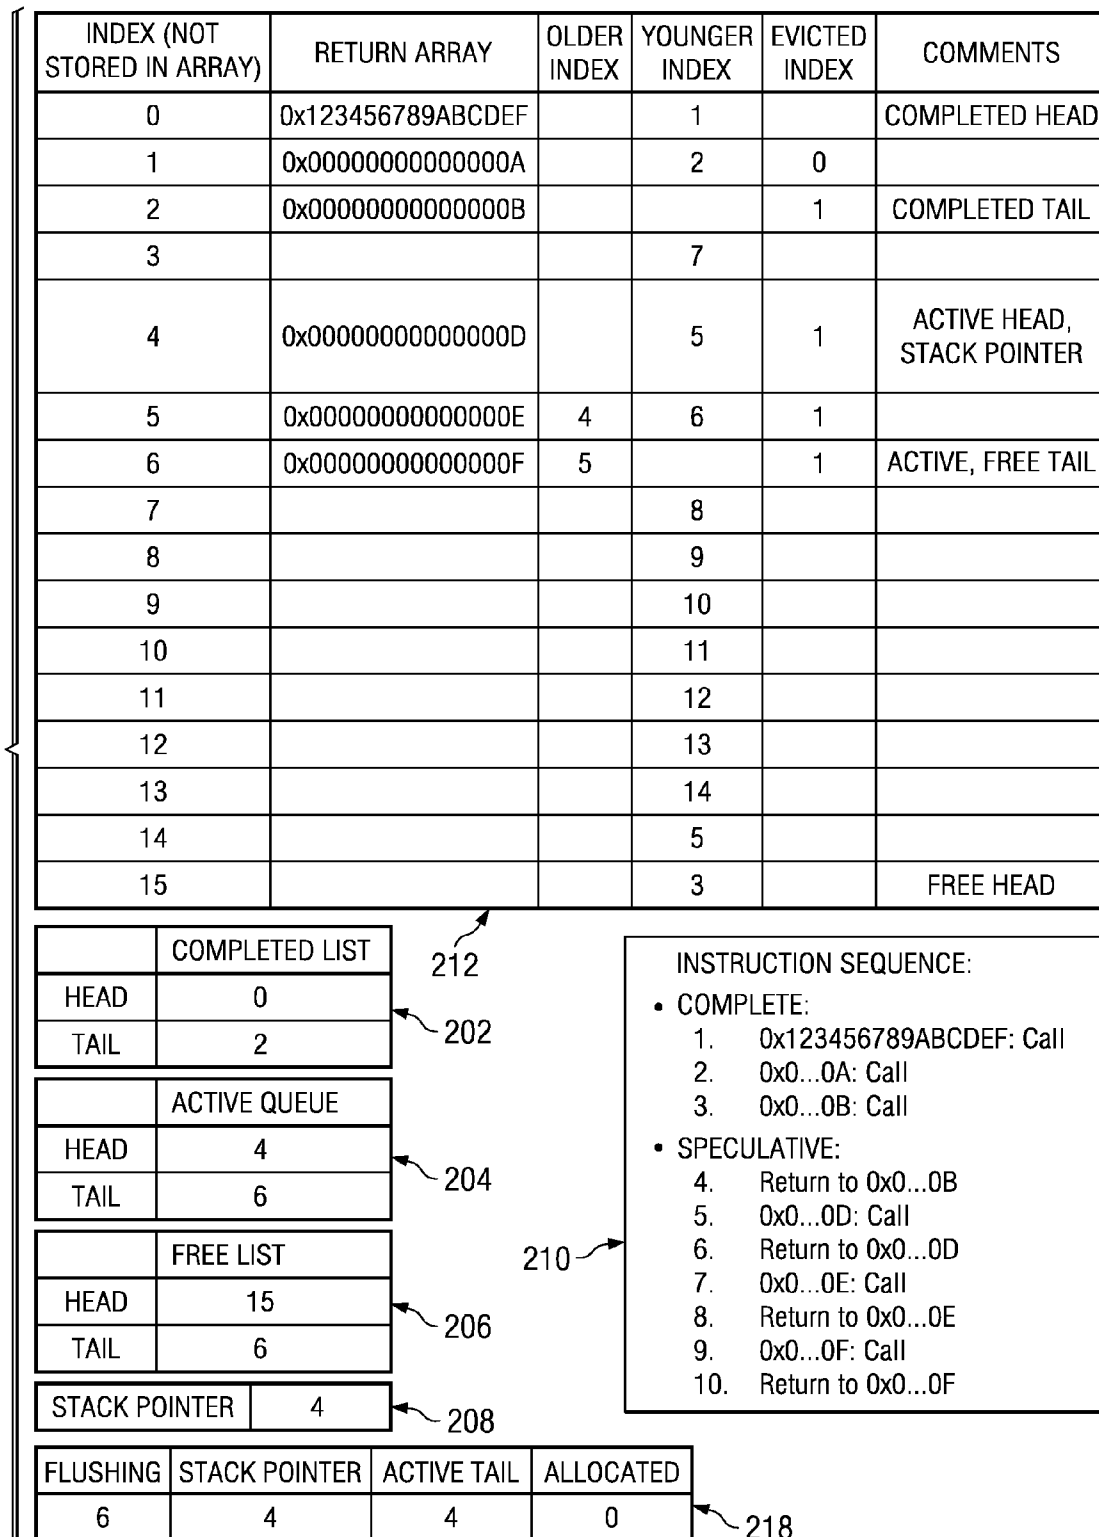 INDEX (NOT STORED IN ARRAY) RETURN ARRAY OLDER INDEX YOUNGER INDEX EVICTED INDEX COMMENTS
0 0x123456789ABCDEF 1 COMPLETED HEAD
1 0x00000000000000A 2 0
2 0x00000000000000B 1 COMPLETED TAIL
3 7
4 0x00000000000000D 5 1 ACTIVE HEAD, STACK POINTER
5 0x00000000000000E 4 6 1
6 0x00000000000000F 5 1 ACTIVE, FREE TAIL
7 8
8 9
9 10
10 11
11 12
12 13
13 14
14 5
15 3 FREE HEAD
212
COMPLETED LIST
HEAD 0
TAIL 2
202
ACTIVE QUEUE
HEAD 4
TAIL 6
204
FREE LIST
HEAD 15
TAIL 6
206
STACK POINTER 4
208
INSTRUCTION SEQUENCE:
• COMPLETE:
1. 0x123456789ABCDEF: Call
2. 0x0...0A: Call
3. 0x0...0B: Call
• SPECULATIVE:
4. Return to 0x0...0B
5. 0x0...0D: Call
6. Return to 0x0...0D
7. 0x0...0E: Call
8. Return to 0x0...0E
9. 0x0...0F: Call
10. Return to 0x0...0F
210
FLUSHING STACK POINTER ACTIVE TAIL ALLOCATED
6 4 4 0
218